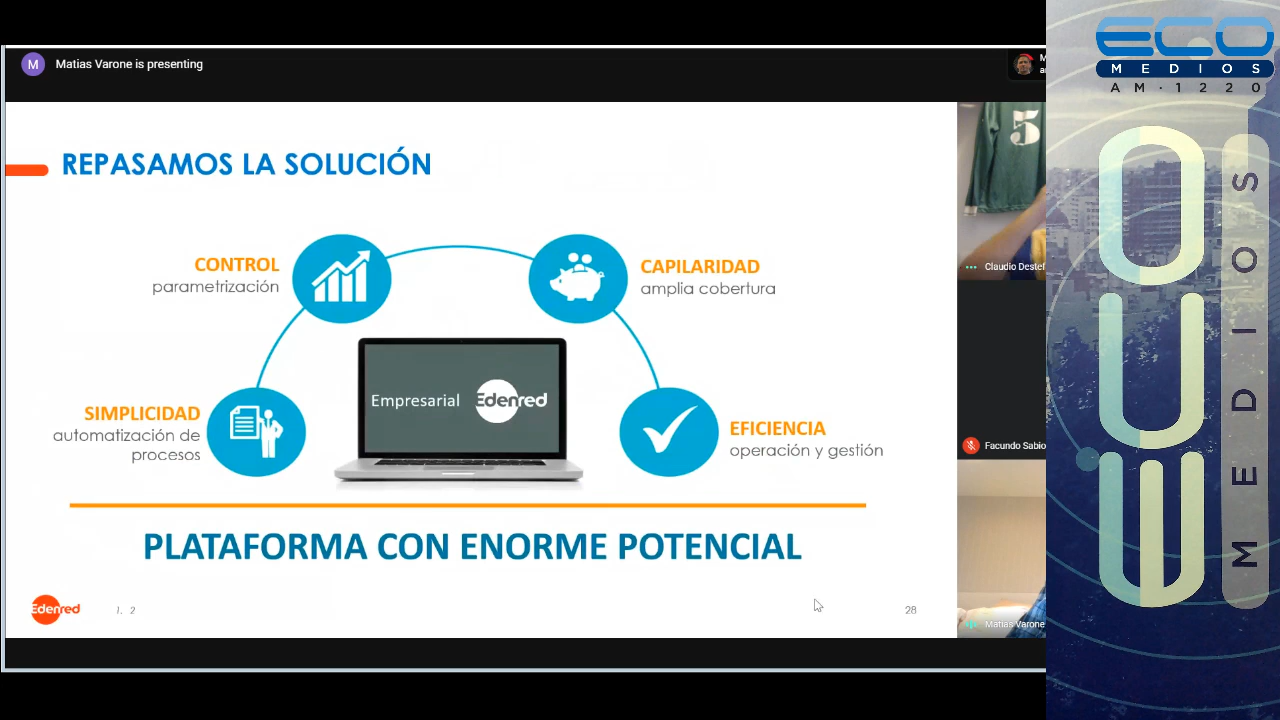 M
Matias Varone is presenting
REPASAMOS LA SOLUCIÓN
CONTROL
parametrización
CAPILARIDAD
amplia cobertura
SIMPLICIDAD
automatización de
procesos
Empresarial Edenred
EFICIENCIA
operación y gestión
PLATAFORMA CON ENORME POTENCIAL
Edenred
28
5
Claudio Destef
Facundo Sabio
Matias Varone
ECO
MEDIOS
AM·1220
ECO
MEDIOS